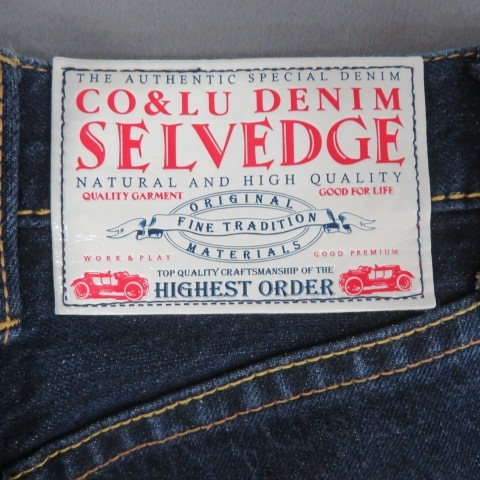 THE AUTHENTIC SPECIAL DENIM
CO&LU DENIM
SELVEDGE
NATURAL AND HIGH QUALITY
QUALITY GARMENT GOOD FOR LIFE
ORIGINAL
FINE TRADITION
MATERIALS
WORK & PLAY GOOD PREMIUM
TOP QUALITY CRAFTSMANSHIP OF THE
HIGHEST ORDER